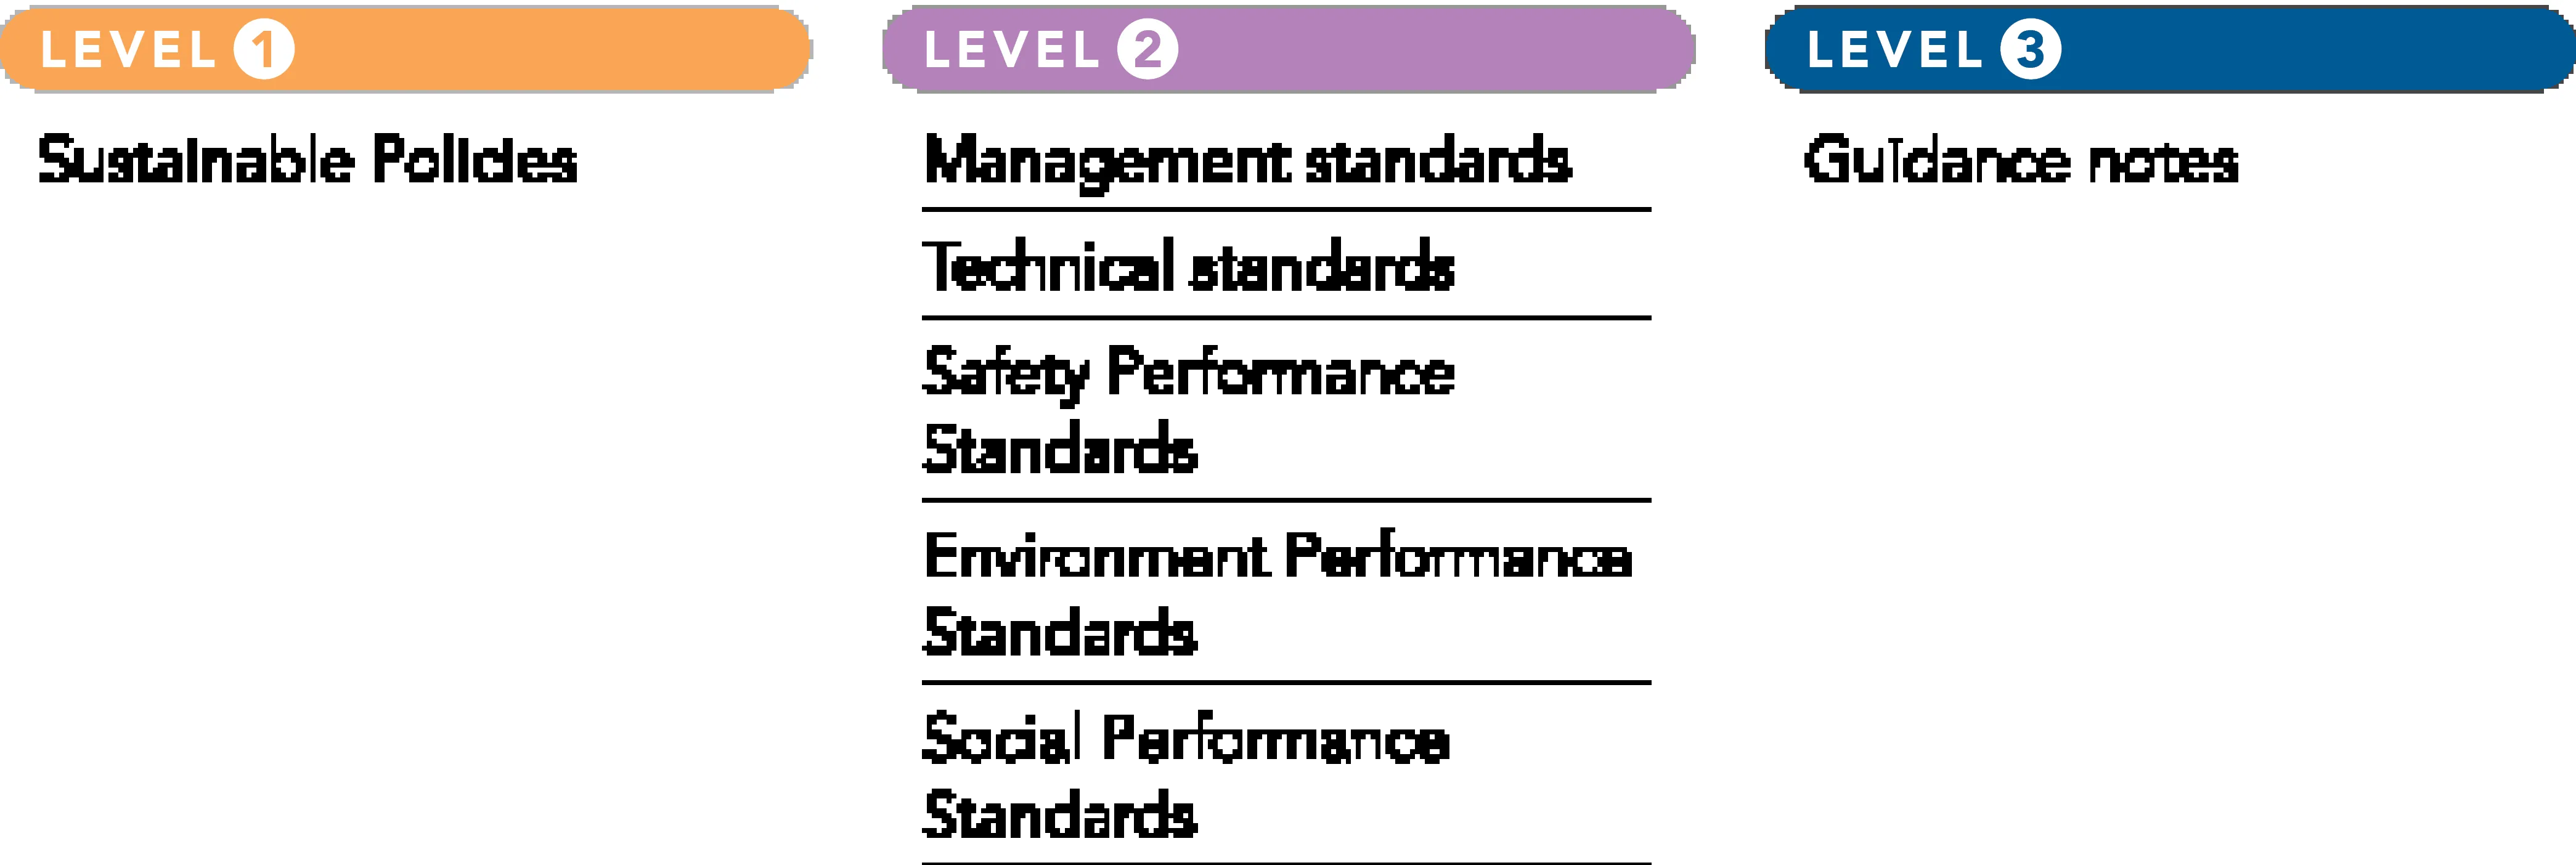 LEVEL 1
Sustainable Policies
LEVEL 2
Management standards
Technical standards
Safety Performance
Standards
Environment Performance
Standards
Social Performance
Standards
LEVEL 3
Guidance notes